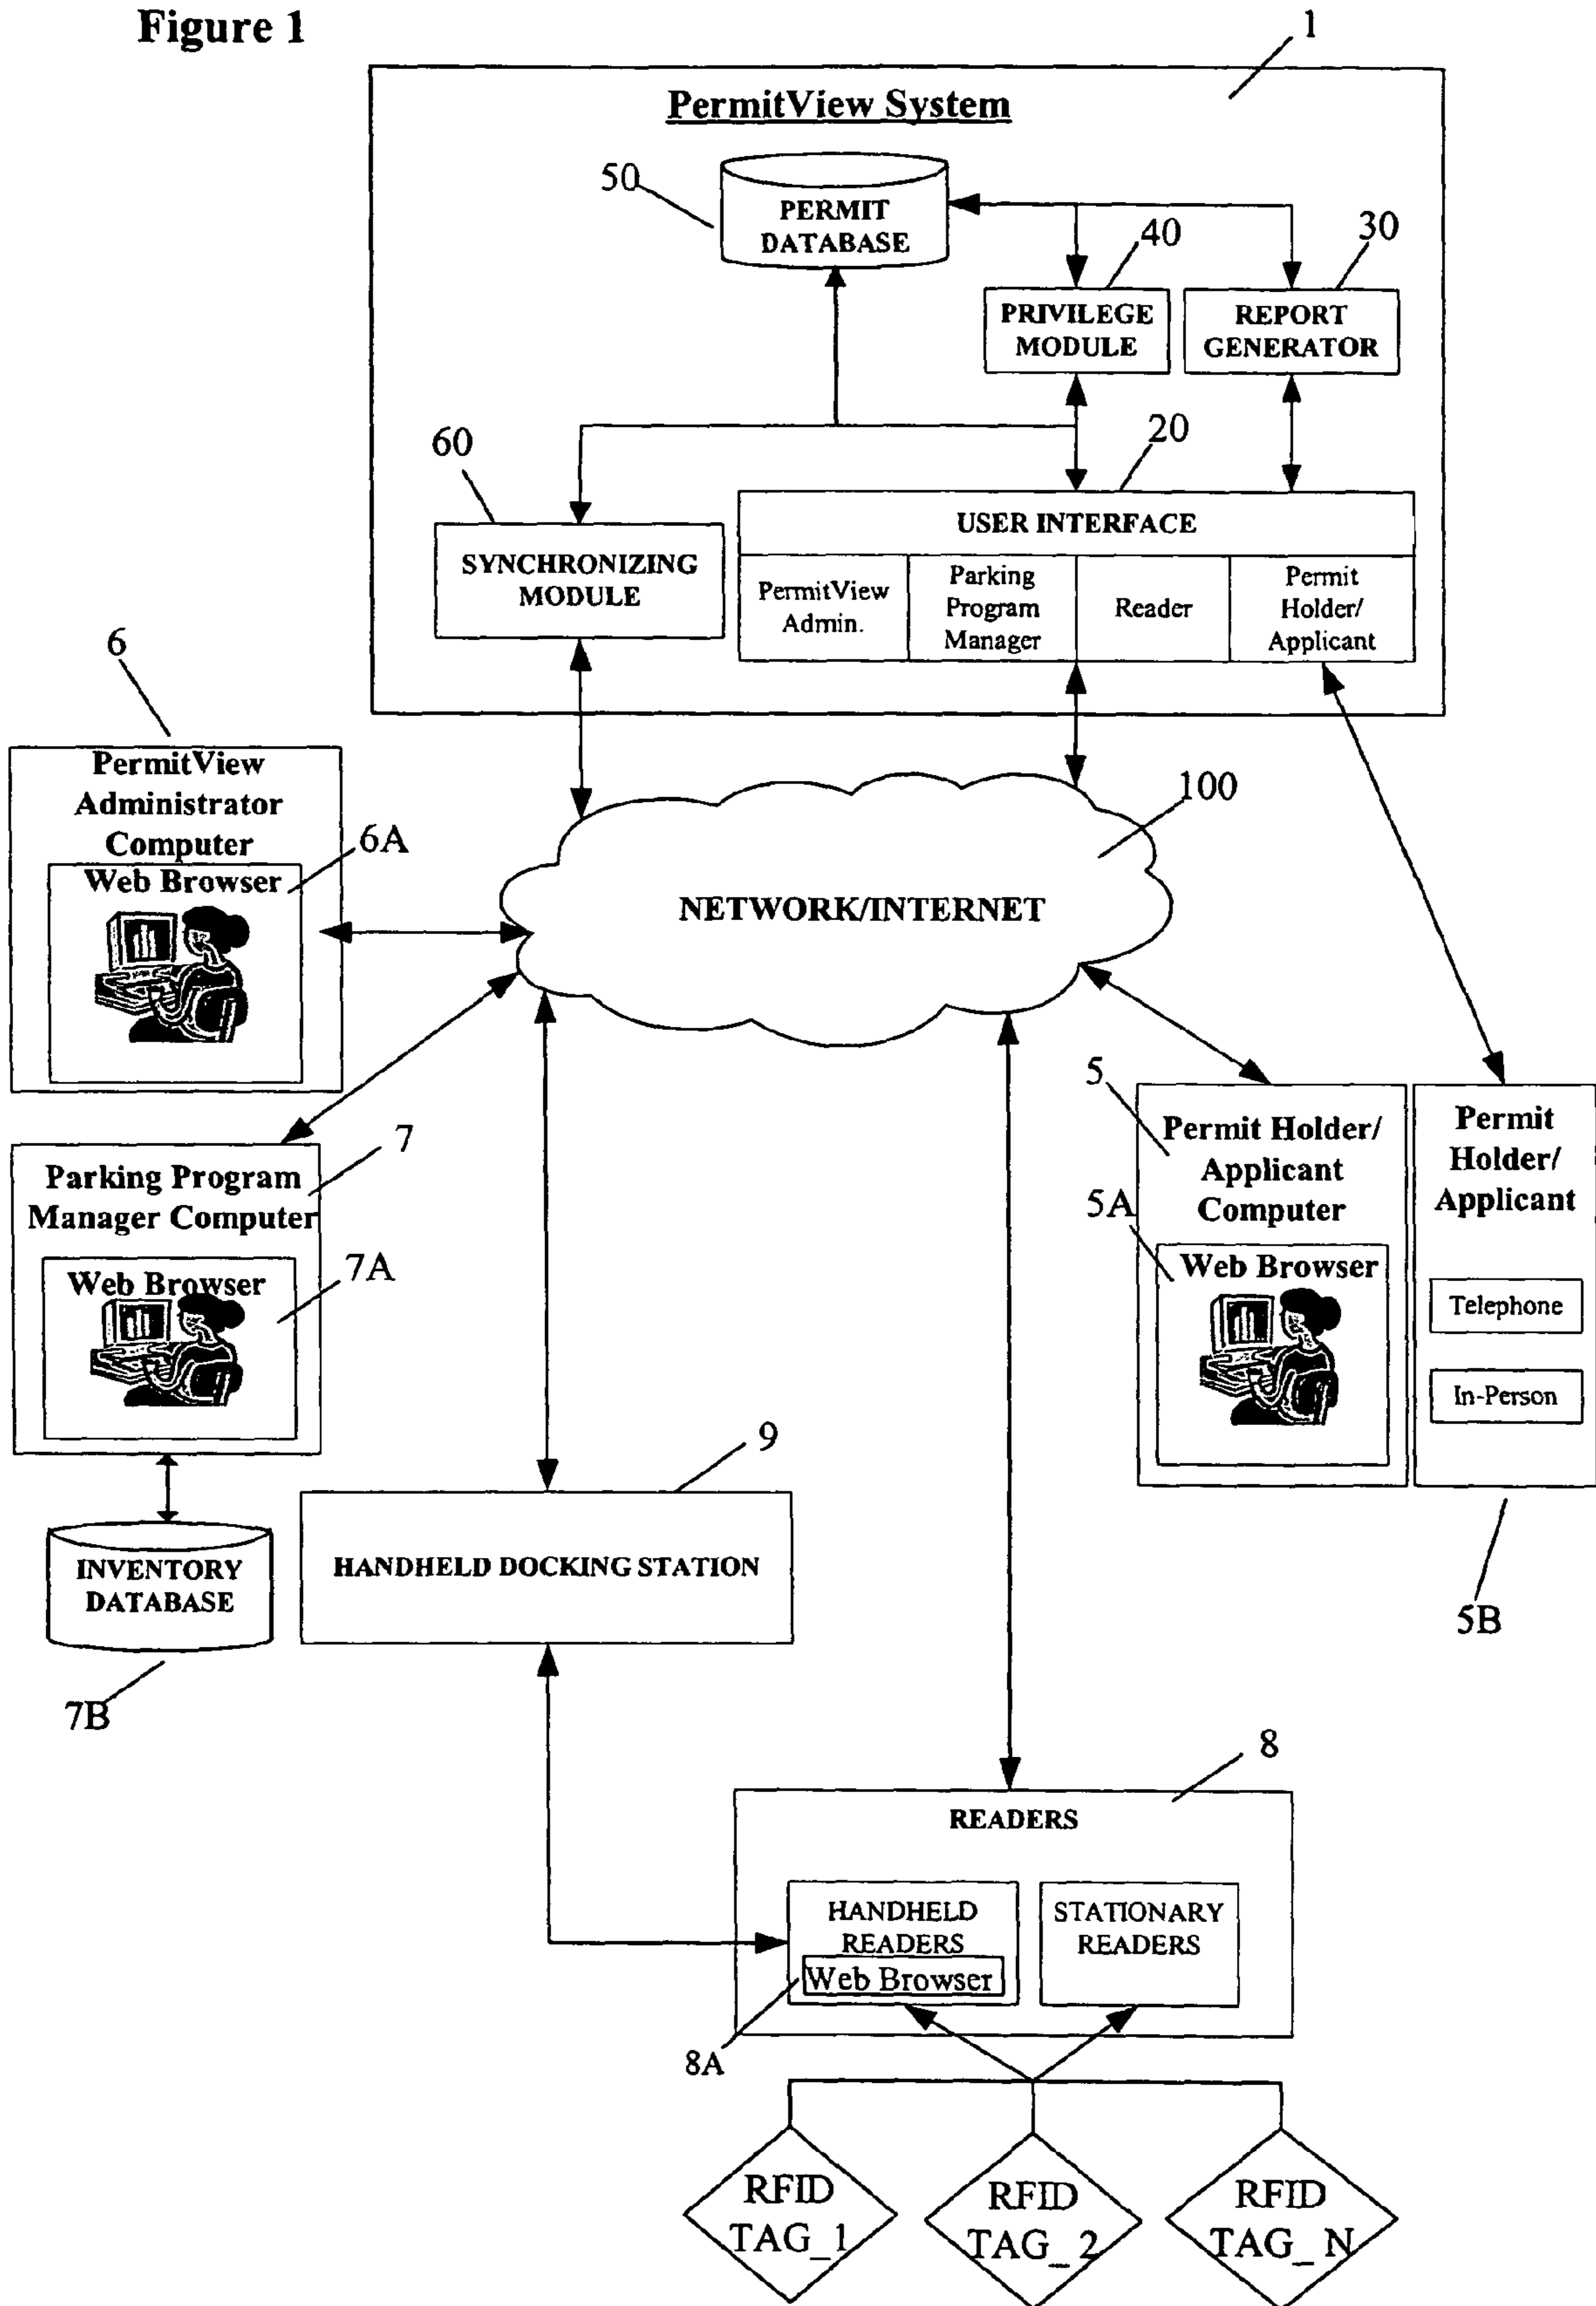 Figure 1
1
PermitView System
50
PERMIT
DATABASE
40
30
PRIVILEGE
MODULE
REPORT
GENERATOR
60
20
SYNCHRONIZING
MODULE
USER INTERFACE
PermitView
Admin.
Parking
Program
Manager
Reader
Permit
Holder/
Applicant
6
PermitView
Administrator
Computer
6A
Web Browser
100
NETWORK/INTERNET
7
Parking Program
Manager Computer
7A
Web Browser
5
Permit Holder/
Applicant
Computer
5A
Web Browser
Permit
Holder/
Applicant
Telephone
In-Person
5B
9
HANDHELD DOCKING STATION
INVENTORY
DATABASE
7B
8
READERS
HANDHELD
READERS
Web Browser
STATIONARY
READERS
8A
RFID
TAG_1
RFID
TAG_ 2
RFID
TAG_ N